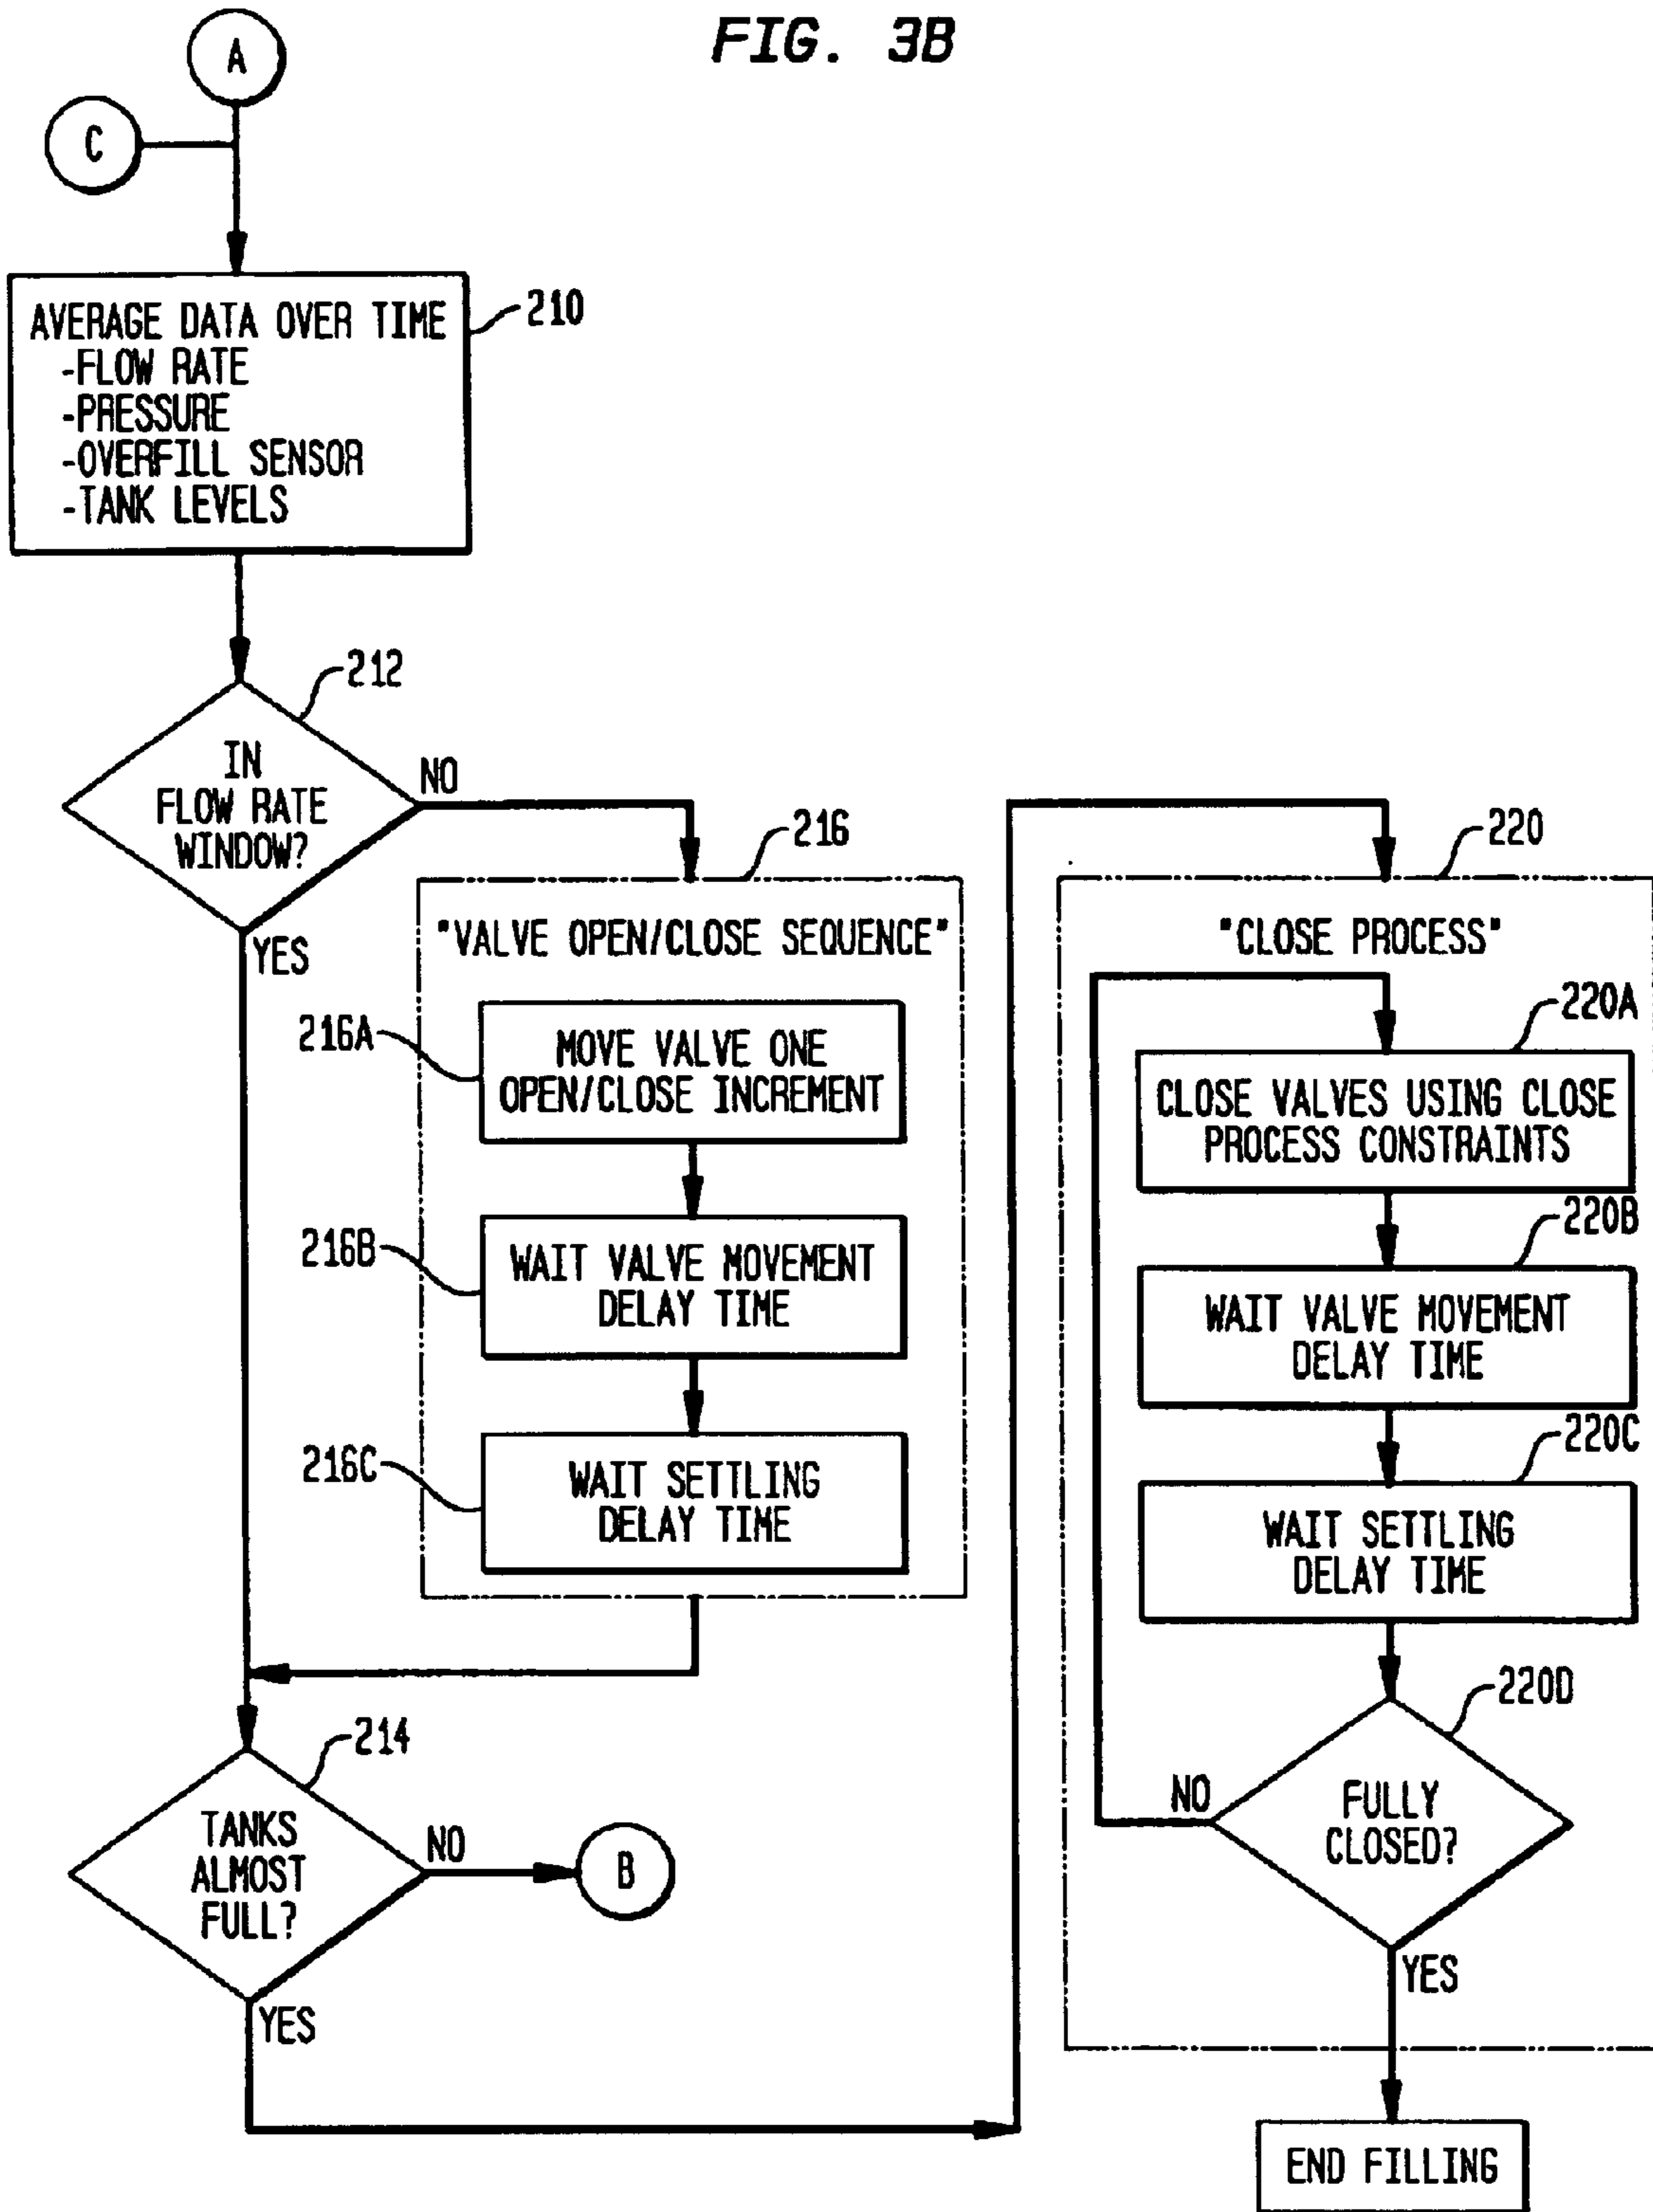 FIG. 3B
A
C
AVERAGE DATA OVER TIME
-FLOW RATE
-PRESSURE
-OVERFILL SENSOR
-TANK LEVELS
210
212
IN
FLOW RATE
WINDOW?
NO
YES
216
"VALVE OPEN/CLOSE SEQUENCE"
216A
MOVE VALVE ONE
OPEN/CLOSE INCREMENT
216B
WAIT VALVE MOVEMENT
DELAY TIME
216C
WAIT SETTLING
DELAY TIME
214
TANKS
ALMOST
FULL?
NO
B
YES
220
"CLOSE PROCESS"
220A
CLOSE VALVES USING CLOSE
PROCESS CONSTRAINTS
220B
WAIT VALVE MOVEMENT
DELAY TIME
220C
WAIT SETTLING
DELAY TIME
220D
FULLY
CLOSED?
NO
YES
END FILLING